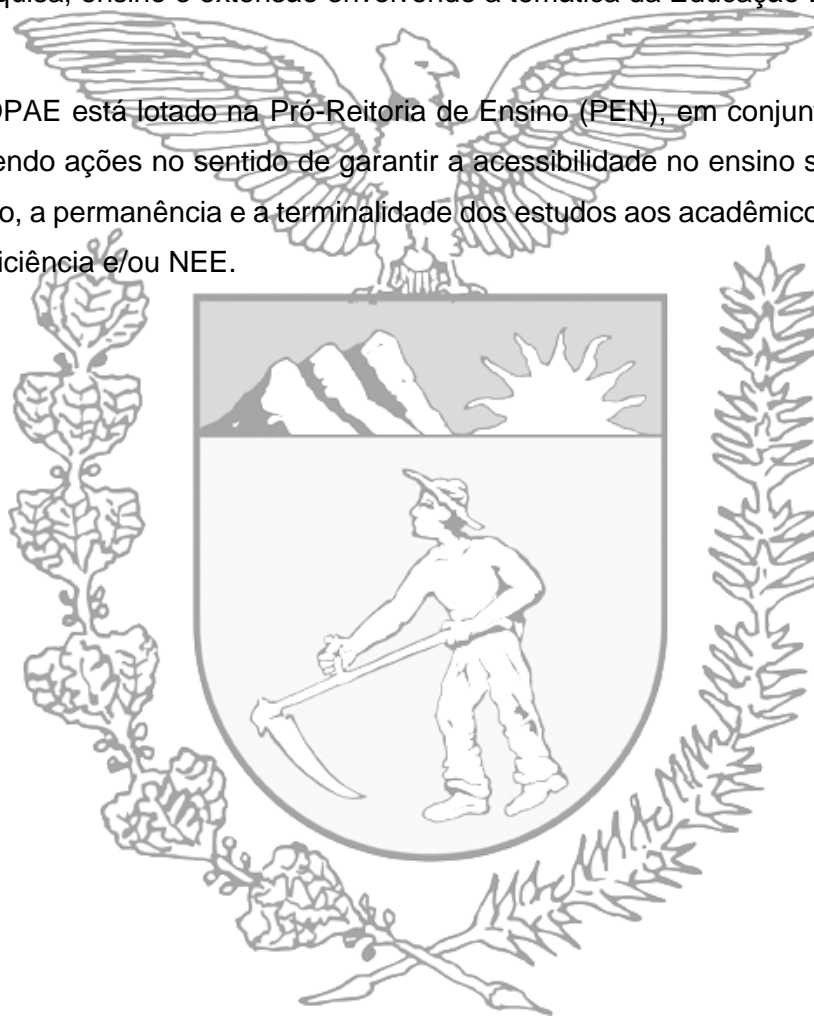 quisa, ensino e extensão envolvendo a temática da Educação
OPAE está lotado na Pró-Reitoria de Ensino (PEN), em conjun
endo ações no sentido de garantir a acessibilidade no ensino s
o, a permanência e a terminalidade dos estudos aos acadêmico
iciência e/ou NEE.